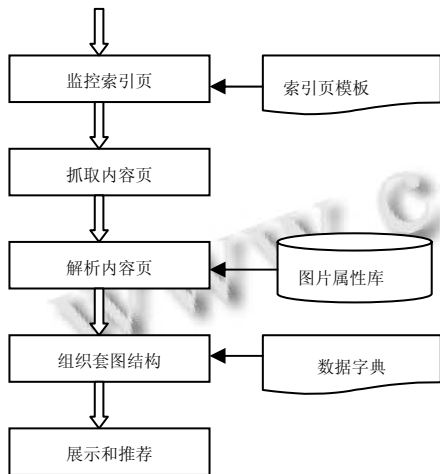 监控索引页
索引页模板
抓取内容页
解析内容页
图片属性库
组织套图结构
数据字典
展示和推荐
www.c